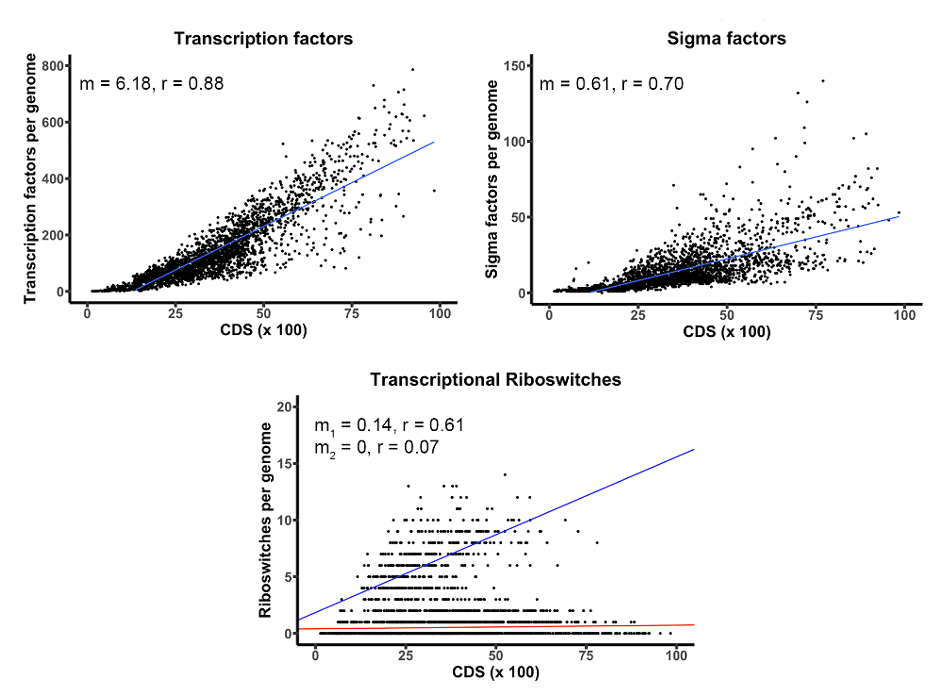 Transcription factors
m = 6.18, r = 0.88
Transcription factors per genome
800
600
400
200
0
0 25 50 75 100
CDS (x 100)
Sigma factors
m = 0.61, r = 0.70
Sigma factors per genome
150
100
50
0
0 25 50 75 100
CDS (x 100)
Transcriptional Riboswitches
m1 = 0.14, r = 0.61
m2 = 0, r = 0.07
Riboswitches per genome
20
15
10
5
0
0 25 50 75 100
CDS (x 100)